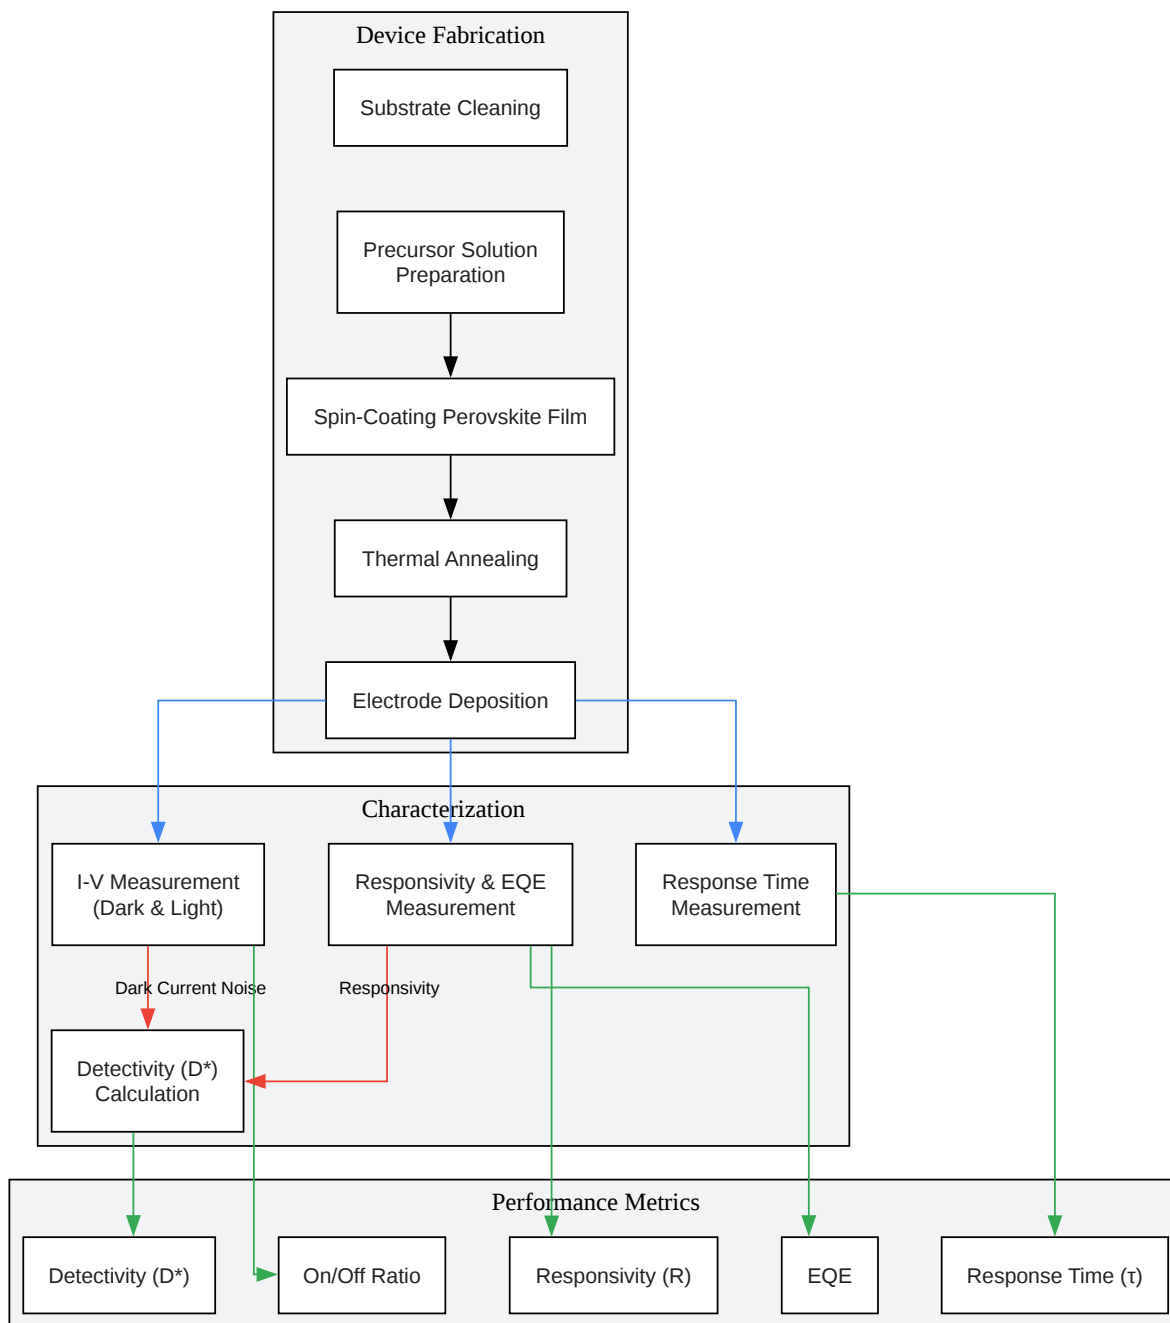 Device Fabrication
Substrate Cleaning
Precursor Solution
Preparation
Spin-Coating Perovskite Film
Thermal Annealing
Electrode Deposition
Characterization
I-V Measurement
(Dark & Light)
Responsivity & EQE
Measurement
Response Time
Measurement
Dark Current Noise
Responsivity
Detectivity (D*)
Calculation
Performance Metrics
Detectivity (D*)
On/Off Ratio
Responsivity (R)
EQE
Response Time (τ)